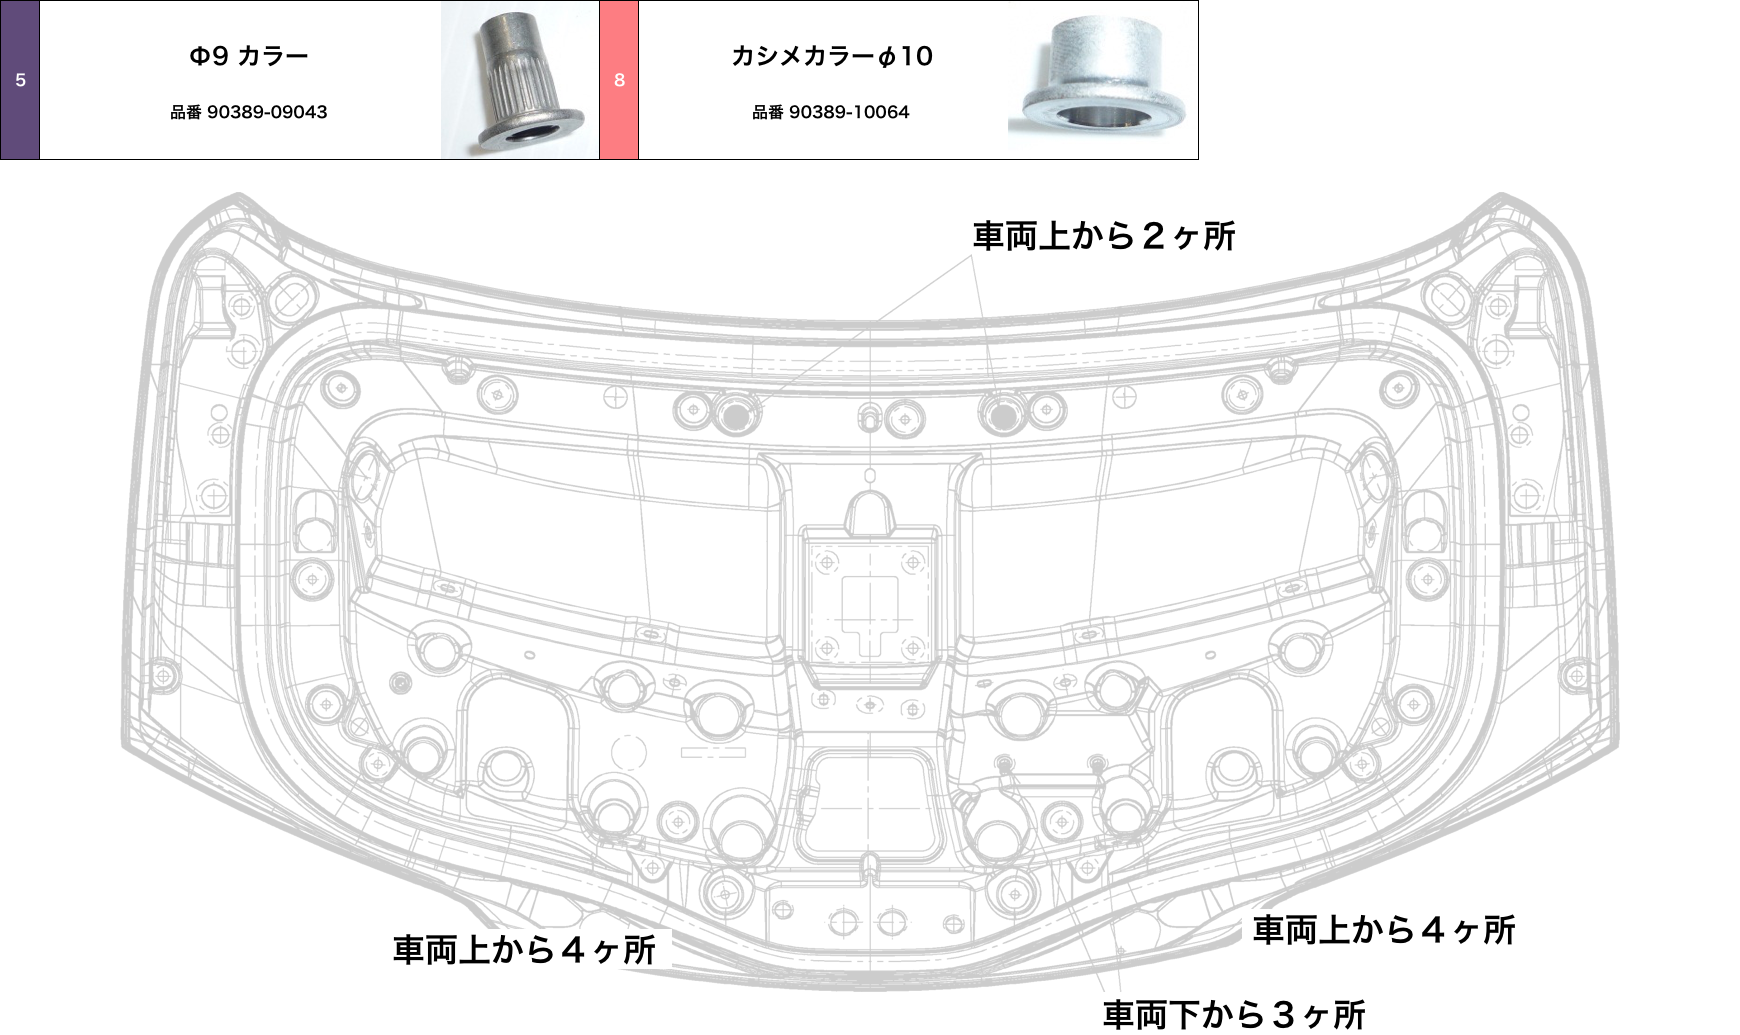 5
Φ9 カラー
品番 90389-09043
8
カシメカラーφ10
品番 90389-10064
車両上から２ヶ所
車両上から４ヶ所
車両上から４ヶ所
車両下から３ヶ所